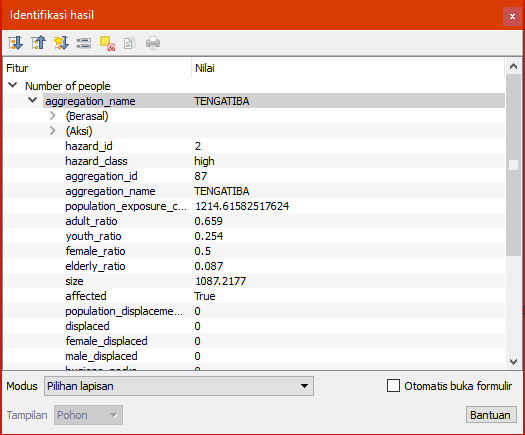 Identifikasi hasil
Fitur Nilai
Number of people
aggregation_name TENGATIBA
(Berasal)
(Aksi)
hazard_id 2
hazard_class high
aggregation_id 87
aggregation_name TENGATIBA
population_exposure_c... 1214.61582517624
adult_ratio 0.659
youth_ratio 0.254
female_ratio 0.5
elderly_ratio 0.087
size 1087.2177
affected True
population_displaceme... 0
displaced 0
female_displaced 0
male_displaced 0
Modus Pilihan lapisan Otomatis buka formulir
Tampilan Pohon Bantuan